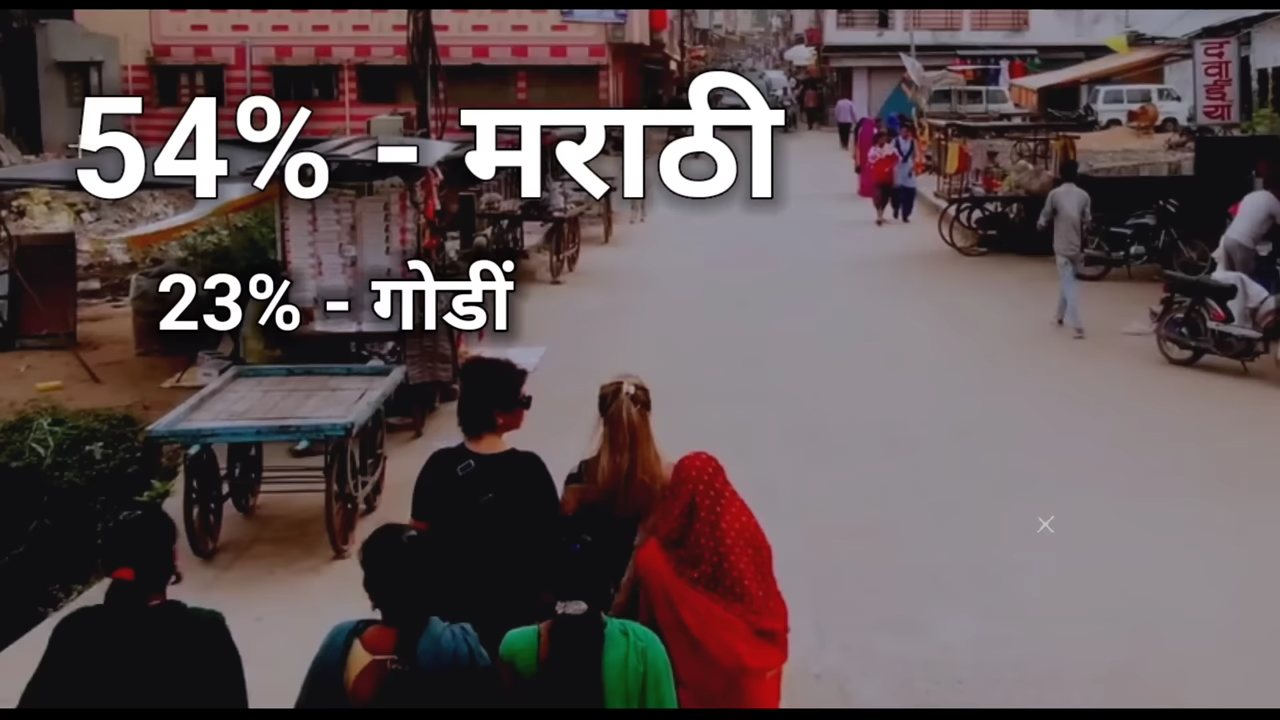 54% - मराठी
23% - गोडीं
दवाईया